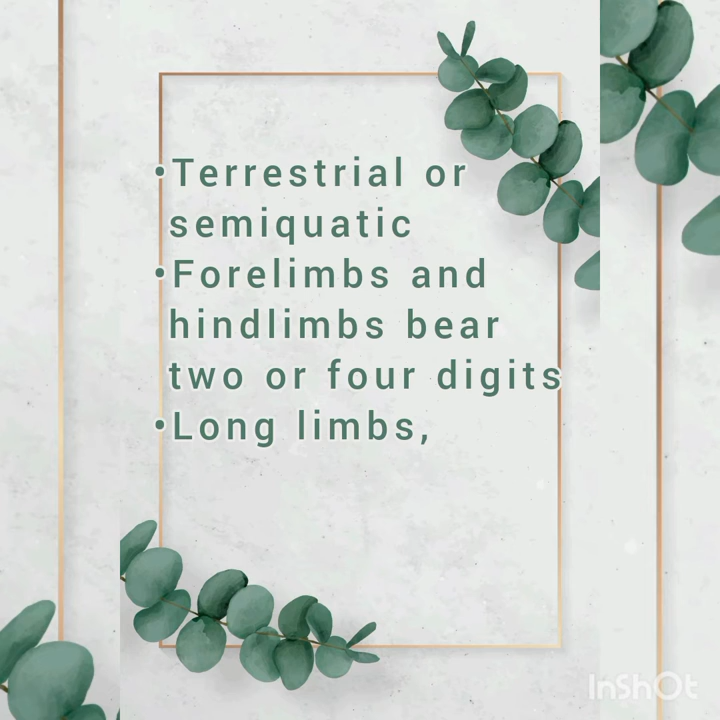 •Terrestrial or
semiquatic
•Forelimbs and
hindlimbs bear
two or four digits
•Long limbs,
InShOt